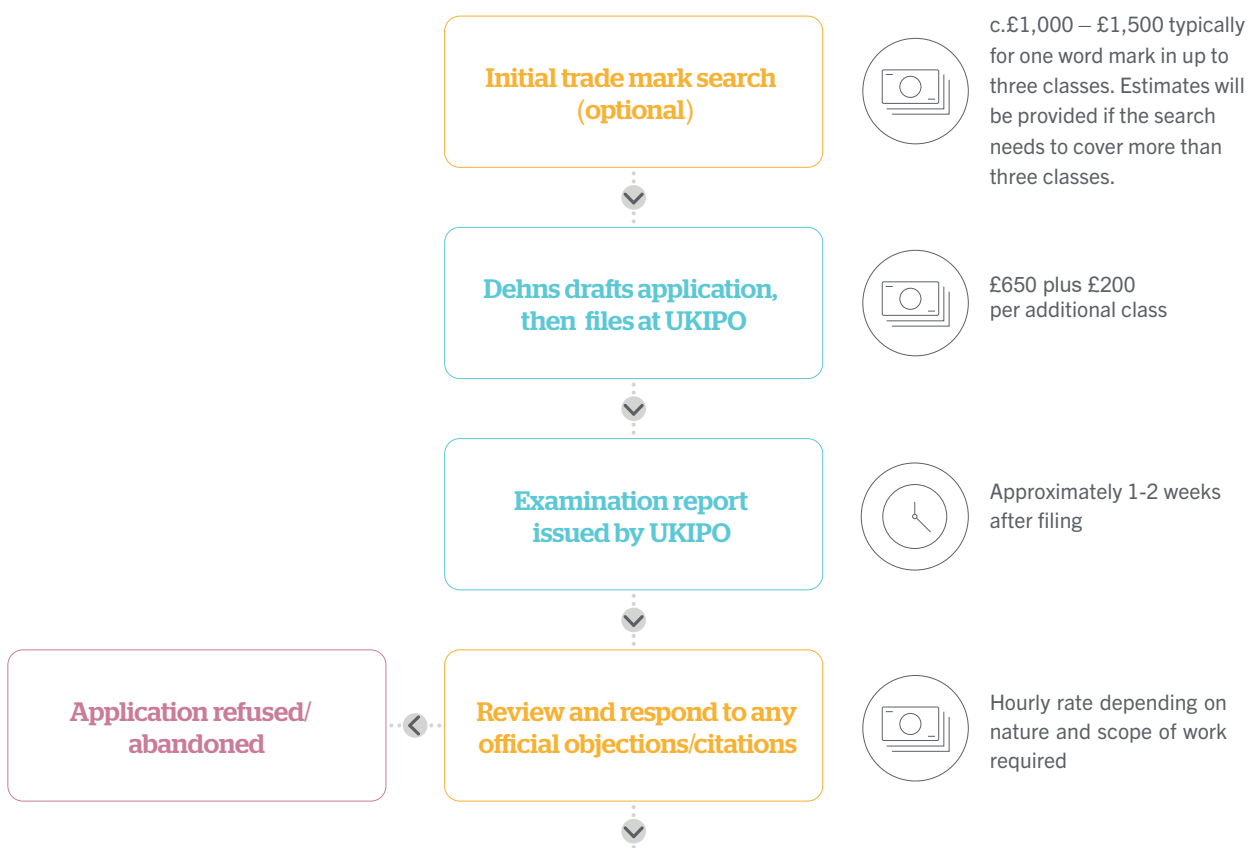 Initial trade mark search
(optional)
c.£1,000 – £1,500 typically
for one word mark in up to
three classes. Estimates will
be provided if the search
needs to cover more than
three classes.
Dehns drafts application,
then files at UKIPO
£650 plus £200
per additional class
Examination report
issued by UKIPO
Approximately 1-2 weeks
after filing
Application refused/
abandoned
Review and respond to any
official objections/citations
Hourly rate depending on
nature and scope of work
required